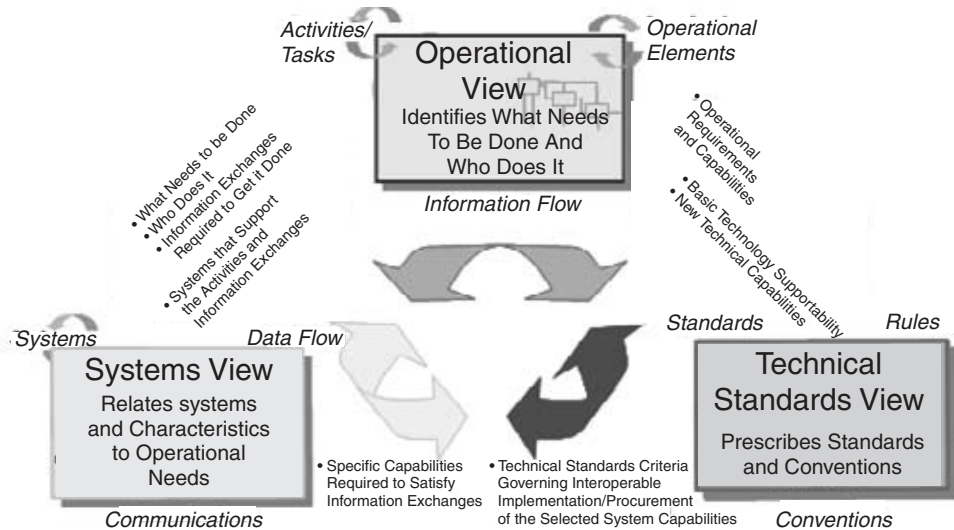 Activities/
Tasks
Operational
Elements
Operational
View
Identifies What Needs
To Be Done And
Who Does It
Information Flow
• What Needs to be Done
• Who Does It
• Information Exchanges
Required to Get it Done
• Systems that Support
the Activities and
Information Exchanges
• Operational
Requirements
and Capabilities
• Basic Technology Supportability
• New Technical Capabilities
Systems
Data Flow
Systems View
Relates systems
and Characteristics
to Operational
Needs
Communications
Standards
Rules
Technical
Standards View
Prescribes Standards
and Conventions
Conventions
• Specific Capabilities
Required to Satisfy
Information Exchanges
• Technical Standards Criteria
Governing Interoperable
Implementation/Procurement
of the Selected System Capabilities